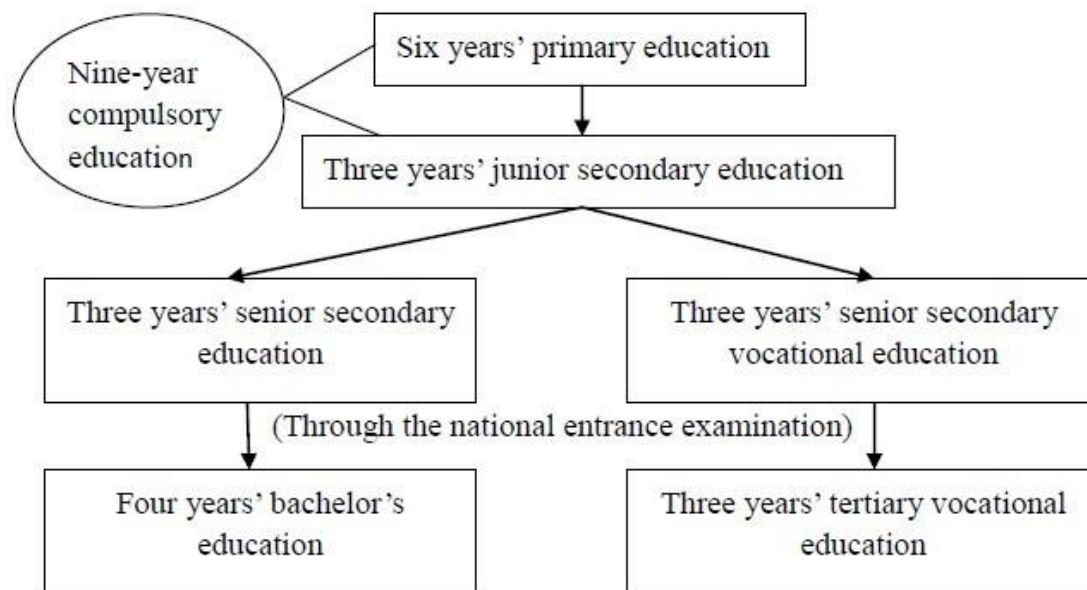 Six years’ primary education
Nine-year
compulsory
education
Three years’ junior secondary education
Three years’ senior secondary
education
Three years’ senior secondary
vocational education
(Through the national entrance examination)
Four years’ bachelor’s
education
Three years’ tertiary vocational
education